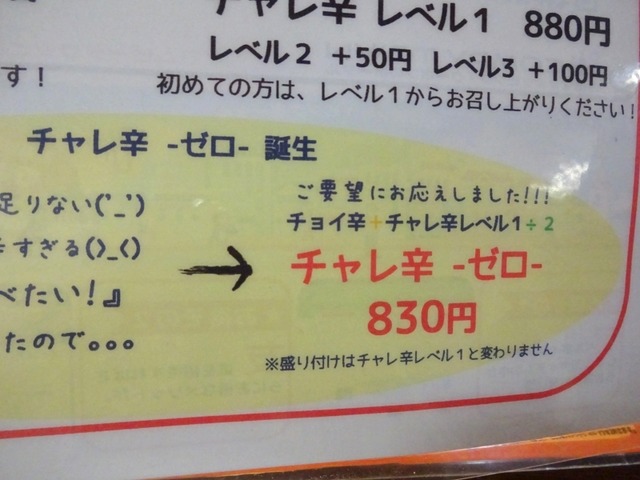 チャレ辛 レベル1 880円
レベル2 +50円 レベル3 +100円
す!
初めての方は、レベル1からお召し上がりください!
チャレ辛 -ゼロ- 誕生
足りない('_')
すぎる()_()
べたい!』
たので。。。
ご要望にお応えしました!!!
チョイ辛+チャレ辛レベル1÷2
チャレ辛 -ゼロ-
830円
※盛り付けはチャレ辛レベル1と変わりません